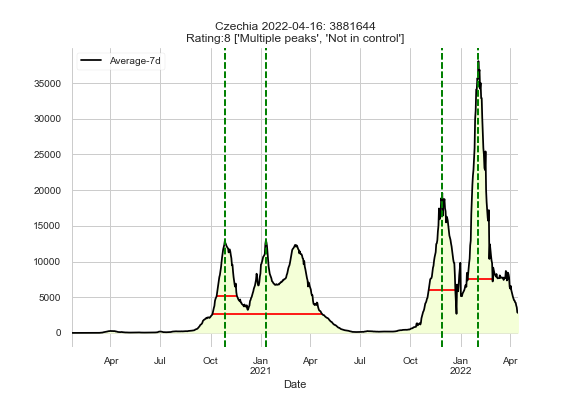 Czechia 2022-04-16: 3881644
Rating:8 ['Multiple peaks', 'Not in control']
Average-7d
35000
30000
25000
20000
15000
10000
5000
0
Apr Jul Oct Jan Apr Jul Oct Jan Apr
2021 2022
Date